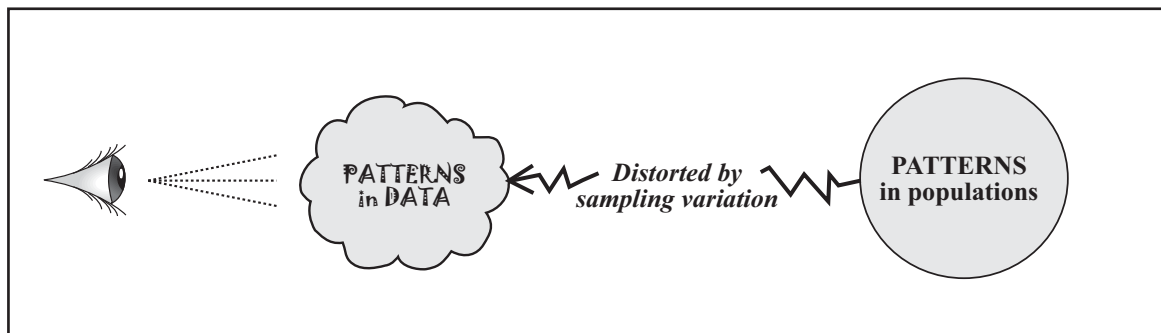 PATTERNS
in DATA
Distorted by
sampling variation
PATTERNS
in populations